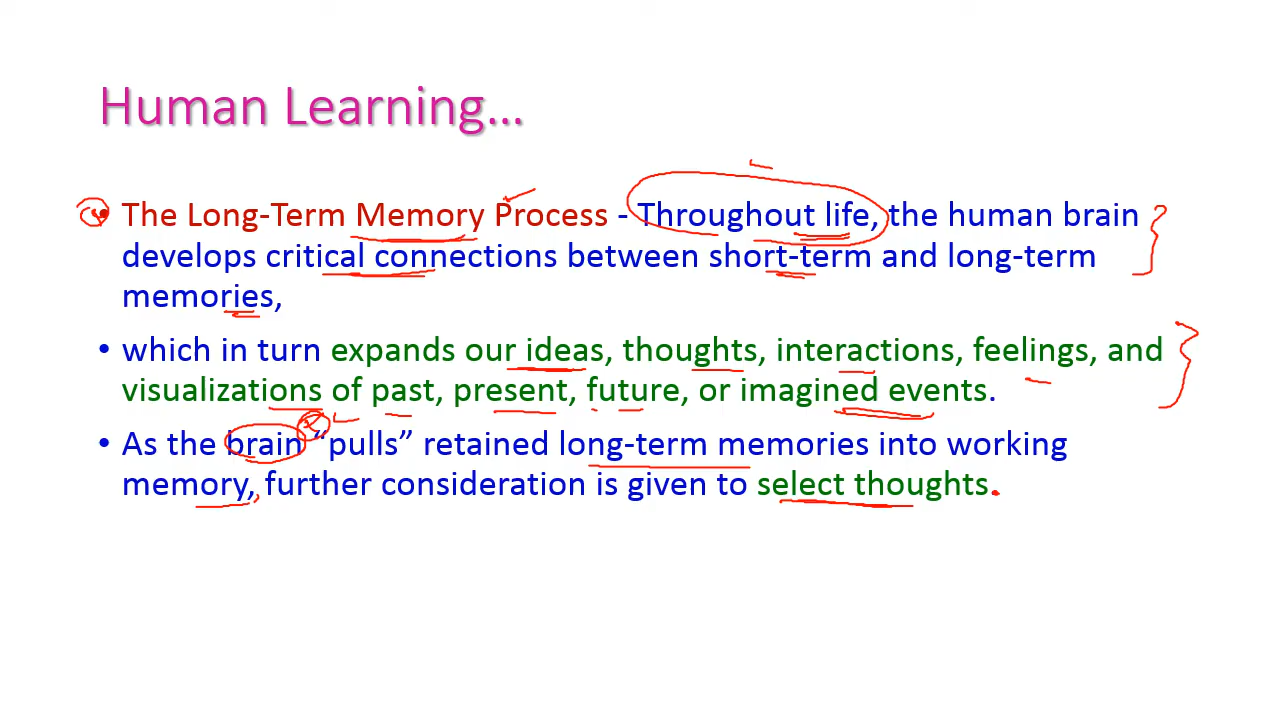 Human Learning...
• The Long-Term Memory Process - Throughout life, the human brain
develops critical connections between short-term and long-term
memories,
• which in turn expands our ideas, thoughts, interactions, feelings, and
visualizations of past, present, future, or imagined events.
• As the brain “pulls” retained long-term memories into working
memory, further consideration is given to select thoughts.